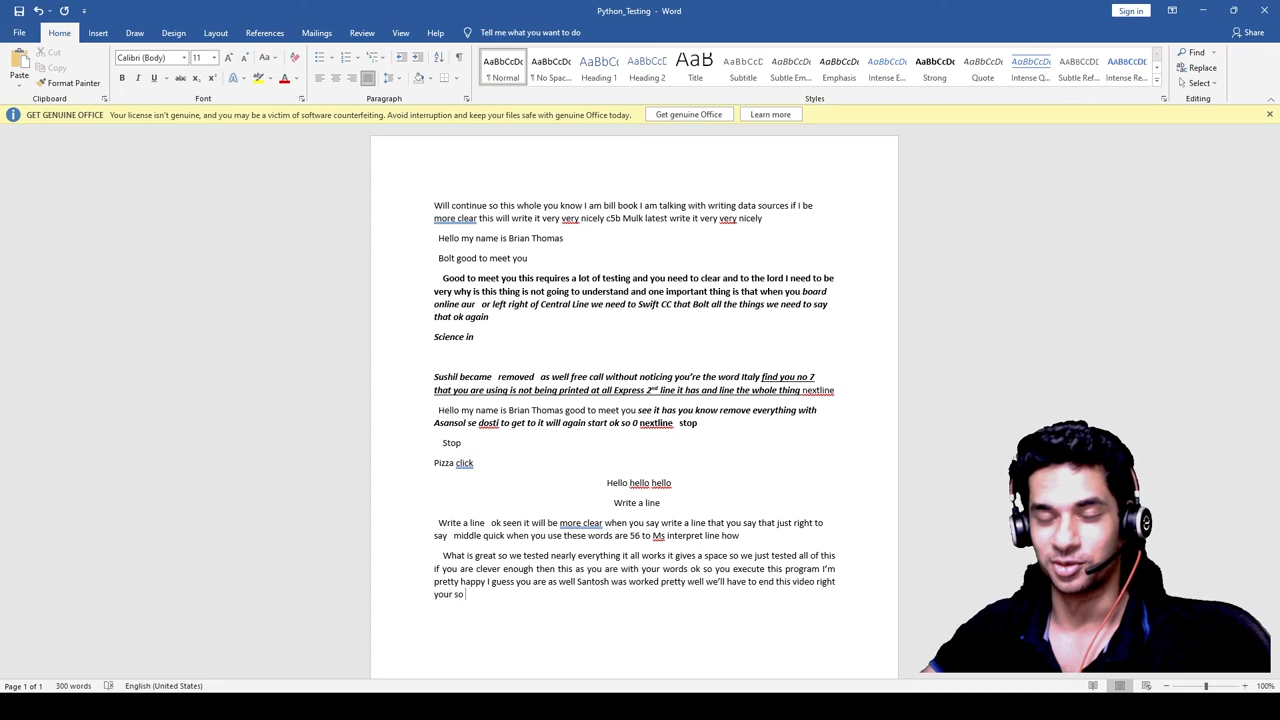 Python_Testing - Word
Sign in
File Home Insert Draw Design Layout References Mailings Review View Help Tell me what you want to do Share
Paste Cut Copy Format Painter Clipboard
Calibri (Body) 11 Font
Paragraph
AaBbCcDc AaBbCcDc AaBbC AaBbCc AaB AaBbCc AaBbCcDc AaBbCcDc AaBbCcDc AaBbCcDc AaBbCcDc AaBbCcDc AaBbCcDc AaBbCcDc
¶ Normal ¶ No Spac... Heading 1 Heading 2 Title Subtitle Subtle Em... Emphasis Intense E... Strong Quote Intense Q... Subtle Ref... Intense Re...
Styles
Find
Replace
Select
Editing
GET GENUINE OFFICE Your license isn't genuine, and you may be a victim of software counterfeiting. Avoid interruption and keep your files safe with genuine Office today. Get genuine Office Learn more
Will continue so this whole you know I am bill book I am talking with writing data sources if I be
more clear this will write it very very nicely c5b Mulk latest write it very very nicely
Hello my name is Brian Thomas
Bolt good to meet you
Good to meet you this requires a lot of testing and you need to clear and to the lord I need to be
very why is this thing is not going to understand and one important thing is that when you board
online aur or left right of Central Line we need to Swift CC that Bolt all the things we need to say
that ok again
Science in
Sushil became removed as well free call without noticing you're the word Italy find you no 7
that you are using is not being printed at all Express 2nd line it has and line the whole thing nextline
Hello my name is Brian Thomas good to meet you see it has you know remove everything with
Asansol se dosti to get to it will again start ok so 0 nextline stop
Stop
Pizza click
Hello hello hello
Write a line
Write a line ok seen it will be more clear when you say write a line that you say that just right to
say middle quick when you use these words are 56 to Ms interpret line how
What is great so we tested nearly everything it all works it gives a space so we just tested all of this
if you are clever enough then this as you are with your words ok so you execute this program I'm
pretty happy I guess you are as well Santosh was worked pretty well we'll have to end this video right
your so
Page 1 of 1 300 words English (United States) 100%